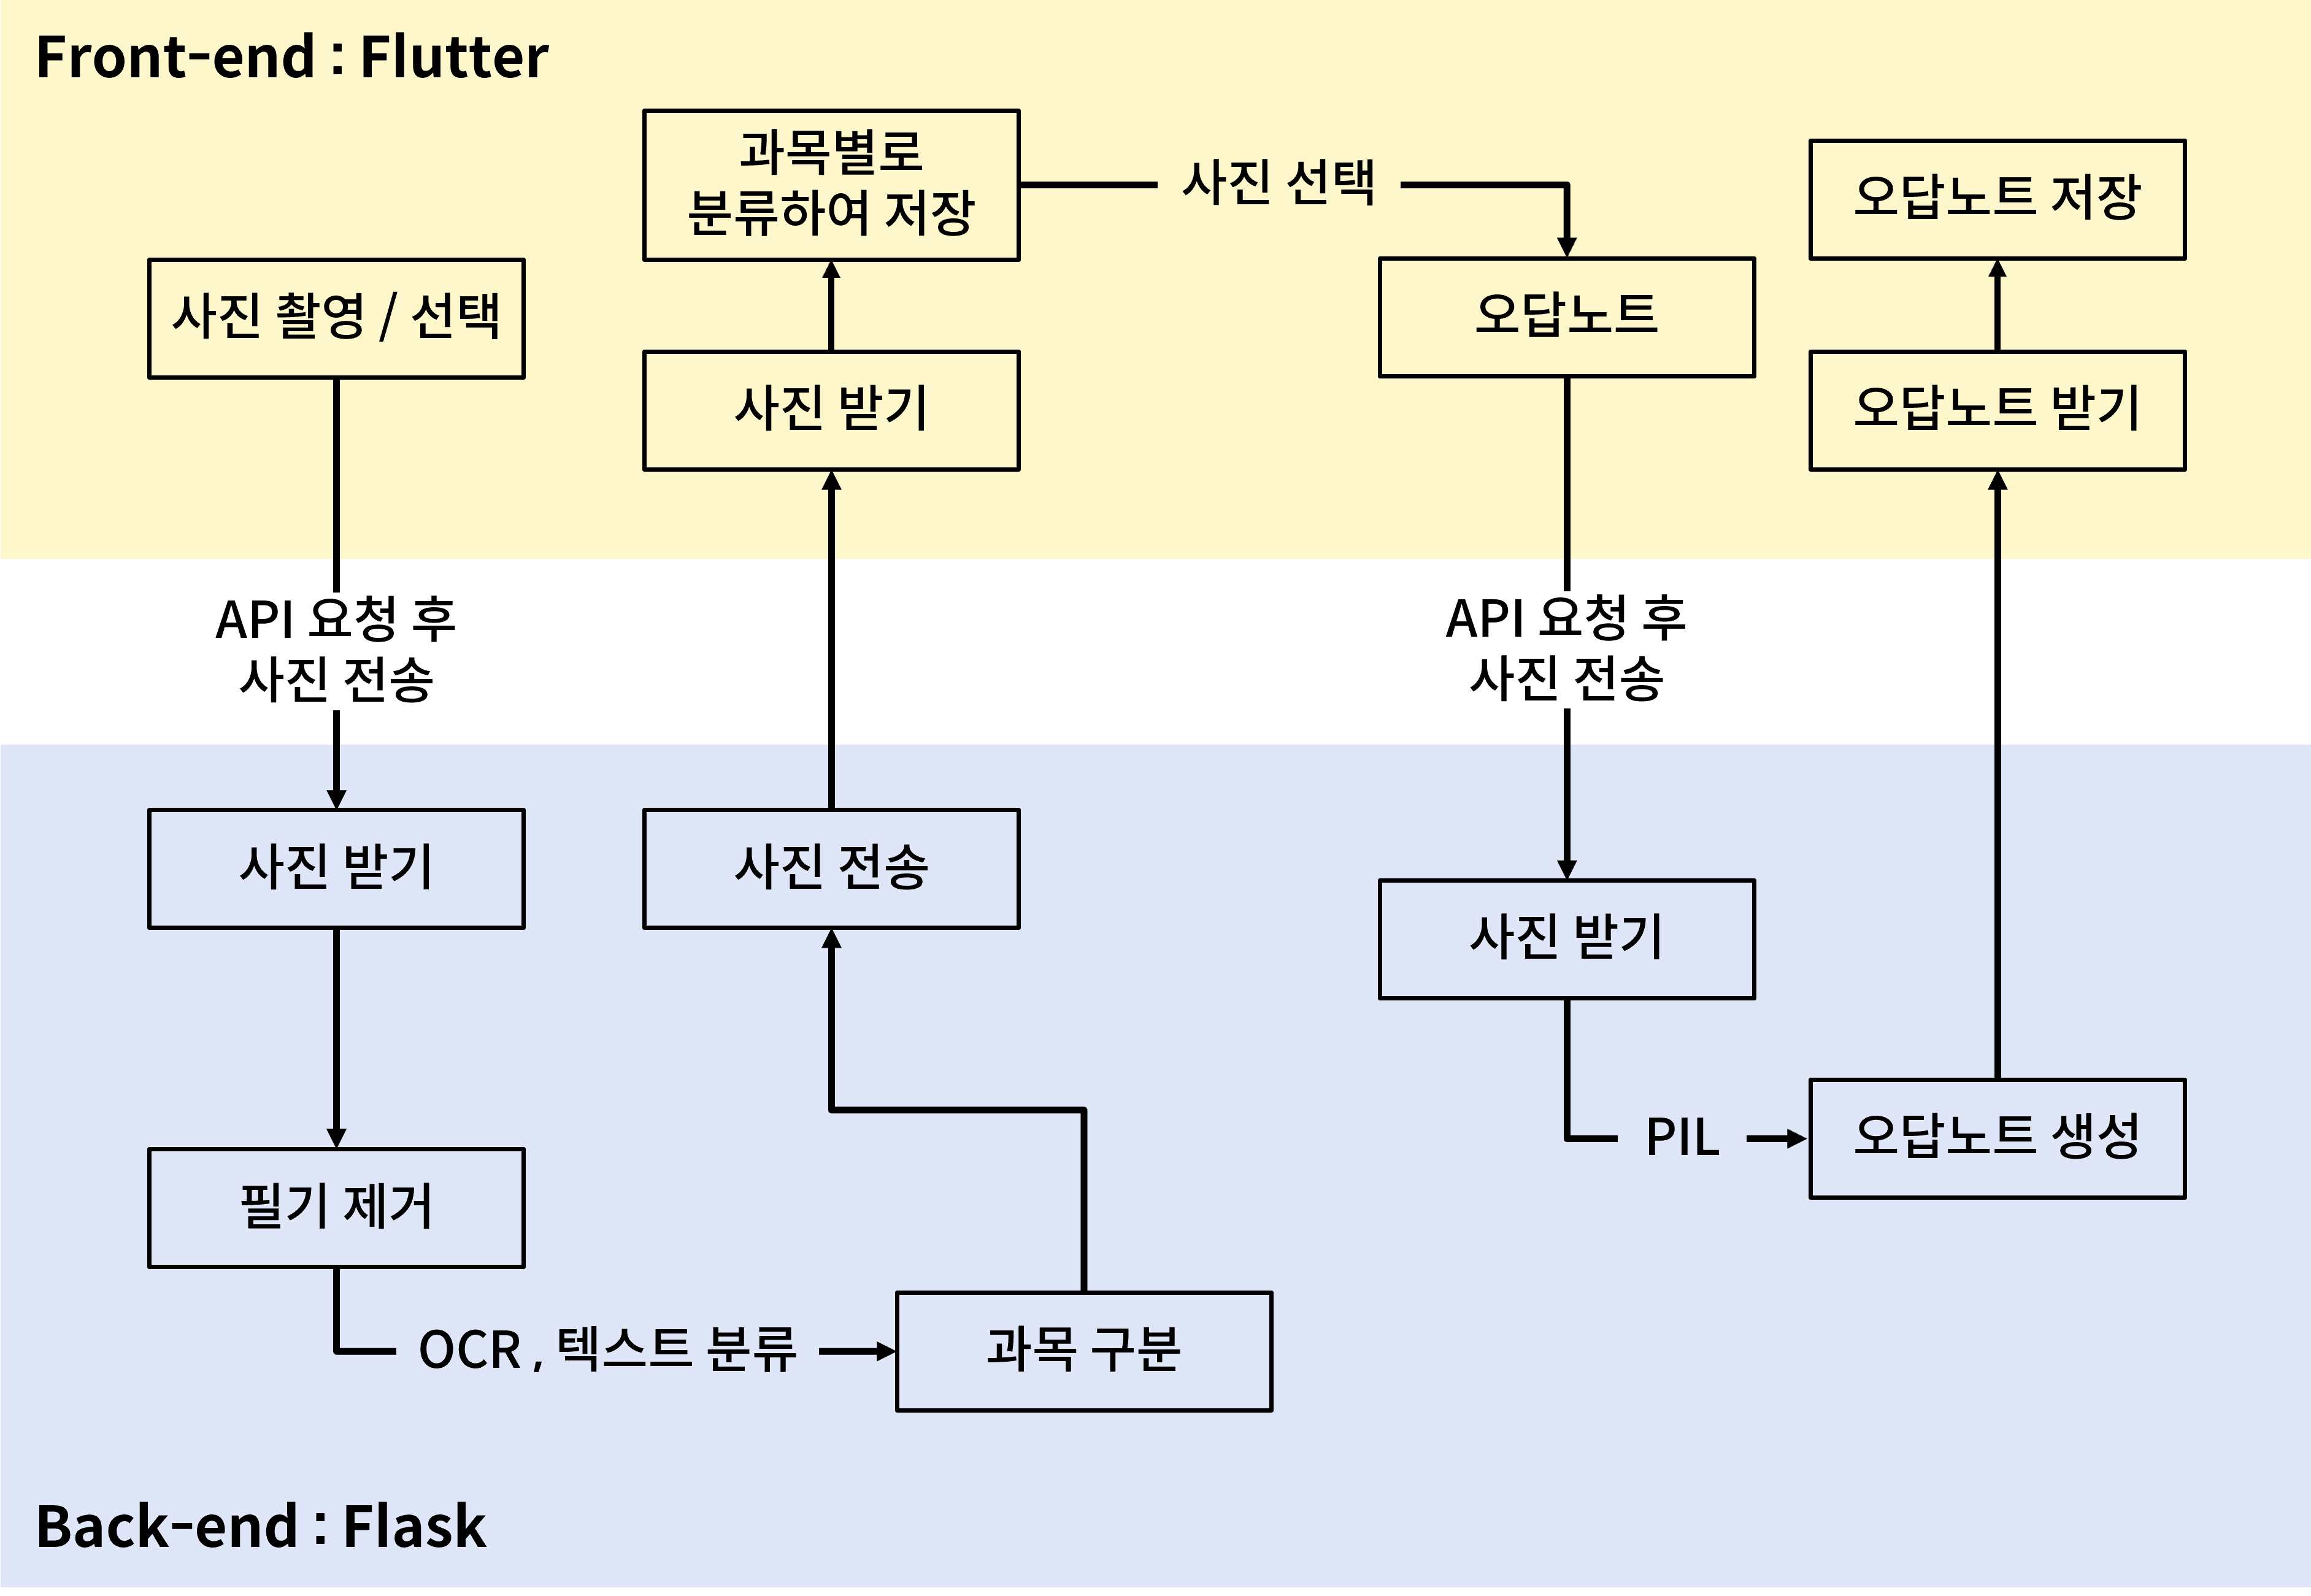 Front-end : Flutter
사진 촬영 / 선택
API 요청 후
사진 전송
사진 받기
필기 제거
OCR , 텍스트 분류
과목 구분
사진 전송
사진 받기
과목별로
분류하여 저장
사진 선택
오답노트
API 요청 후
사진 전송
사진 받기
PIL
오답노트 생성
오답노트 받기
오답노트 저장
Back-end : Flask